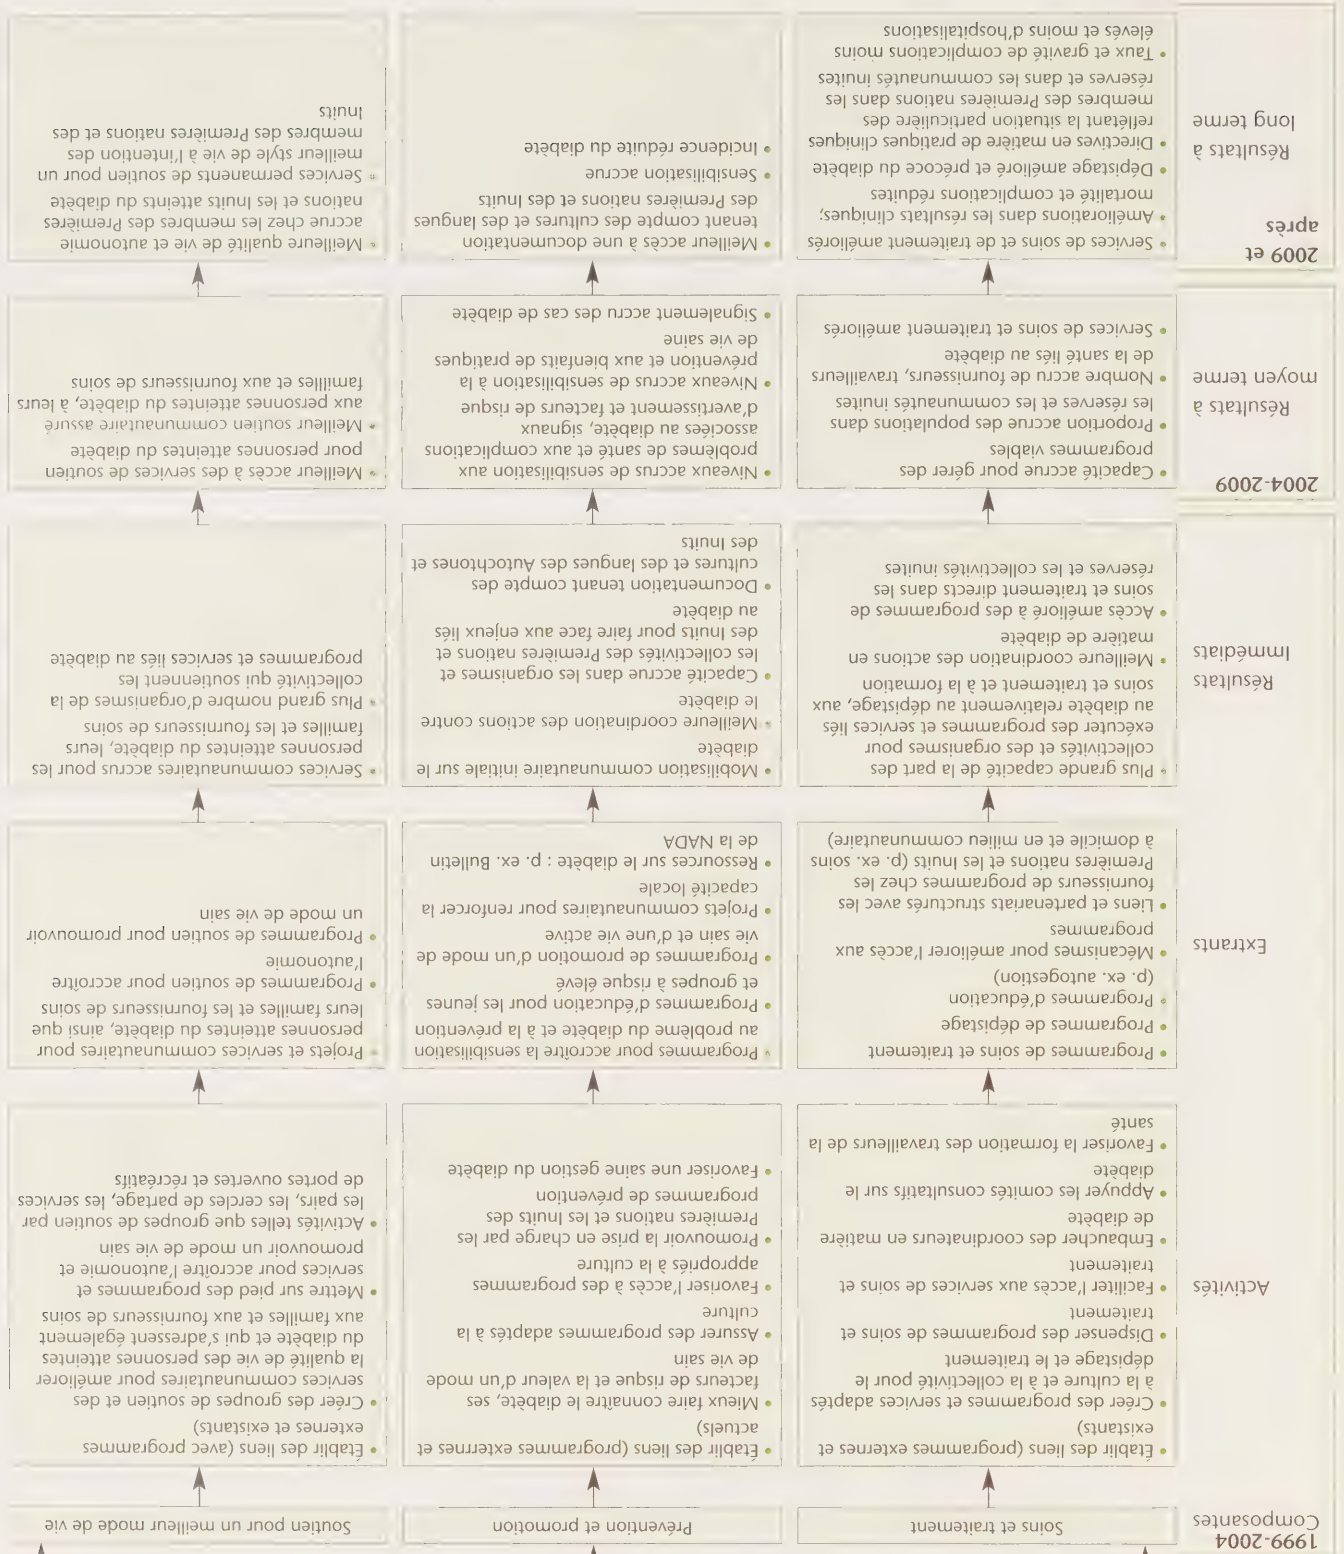 1999-2004
Composantes
Soins et traitement
Prévention et promotion
Soutien pour un meilleur mode de vie
Activités
• Établir des liens (programmes externes et
existants)
• Créer des programmes et services adaptés
à la culture et à la collectivité pour le
dépistage et le traitement
• Dispenser des programmes de soins et
traitement
• Faciliter l'accès aux services de soins et
traitement
• Embaucher des coordinateurs en matière
de diabète
• Appuyer les comités consultatifs sur le
diabète
• Favoriser la formation des travailleurs de la
santé
• Établir des liens (programmes externes et
actuels)
• Mieux faire connaître le diabète, ses
facteurs de risque et la valeur d'un mode
de vie sain
• Assurer des programmes adaptés à la
culture
• Favoriser l'accès à des programmes
appropriés à la culture
• Promouvoir la prise en charge par les
Premières nations et les Inuits des
programmes de prévention
• Favoriser une saine gestion du diabète
• Établir des liens (avec programmes
externes et existants)
• Créer des groupes de soutien et des
services communautaires pour améliorer
la qualité de vie des personnes atteintes
du diabète et qui s'adressent également
aux familles et aux fournisseurs de soins
• Mettre sur pied des programmes et
services pour accroître l'autonomie et
promouvoir un mode de vie sain
• Activités telles que groupes de soutien par
les pairs, les cercles de partage, les services
de portes ouvertes et récréatifs
Extrants
• Programmes de soins et traitement
• Programmes de dépistage
• Programmes d'éducation
(p. ex. autogestion)
• Mécanismes pour améliorer l'accès aux
programmes
• Liens et partenariats structurés avec les
fournisseurs de programmes chez les
Premières nations et les Inuits (p. ex. soins
à domicile et en milieu communautaire)
• Programmes pour accroître la sensibilisation
au problème du diabète et à la prévention
• Programmes d'éducation pour les jeunes
et groupes à risque élevé
• Programmes de promotion d'un mode de
vie sain et d'une vie active
• Projets communautaires pour renforcer la
capacité locale
• Ressources sur le diabète : p. ex. Bulletin
de la NADA
• Projets et services communautaires pour
personnes atteintes du diabète, ainsi que
leurs familles et les fournisseurs de soins
• Programmes de soutien pour accroître
l'autonomie
• Programmes de soutien pour promouvoir
un mode de vie sain
Résultats
Immédiats
• Plus grande capacité de la part des
collectivités et des organismes pour
exécuter des programmes et services liés
au diabète relativement au dépistage, aux
soins et traitement et à la formation
• Meilleure coordination des actions en
matière de diabète
• Accès amélioré à des programmes de
soins et traitement directs dans les
réserves et les collectivités inuites
• Mobilisation communautaire initiale sur le
diabète
• Meilleure coordination des actions contre
le diabète
• Capacité accrue dans les organismes et
les collectivités des Premières nations et
des Inuits pour faire face aux enjeux liés
au diabète
• Documentation tenant compte des
cultures et des langues des Autochtones et
des Inuits
• Services communautaires accrus pour les
personnes atteintes du diabète, leurs
familles et les fournisseurs de soins
• Plus grand nombre d'organismes de la
collectivité qui soutiennent les
programmes et services liés au diabète
2004-2009
Résultats à
moyen terme
• Capacité accrue pour gérer des
programmes viables
• Proportion accrue des populations dans
les réserves et les communautés inuites
• Nombre accru de fournisseurs, travailleurs
de la santé liés au diabète
• Services de soins et traitement améliorés
• Niveaux accrus de sensibilisation aux
problèmes de santé et aux complications
associées au diabète, signaux
d'avertissement et facteurs de risque
• Niveaux accrus de sensibilisation à la
prévention et aux bienfaits de pratiques
de vie saine
• Signalement accru des cas de diabète
• Meilleur accès à des services de soutien
pour personnes atteintes du diabète
• Meilleur soutien communautaire assuré
aux personnes atteintes du diabète, à leurs
familles et aux fournisseurs de soins
2009 et
après
Résultats à
long terme
• Services de soins et de traitement améliorés
• Améliorations dans les résultats cliniques;
mortalité et complications réduites
• Dépistage amélioré et précoce du diabète
• Directives en matière de pratiques cliniques
reflétant la situation particulière des
membres des Premières nations dans les
réserves et dans les communautés inuites
• Taux et gravité de complications moins
élevés et moins d'hospitalisations
• Meilleur accès à une documentation
tenant compte des cultures et des langues
des Premières nations et des Inuits
• Sensibilisation accrue
• Incidence réduite du diabète
• Meilleure qualité de vie et autonomie
accrue chez les membres des Premières
nations et les Inuits atteints du diabète
• Services permanents de soutien pour un
meilleur style de vie à l'intention des
membres des Premières nations et des
Inuits